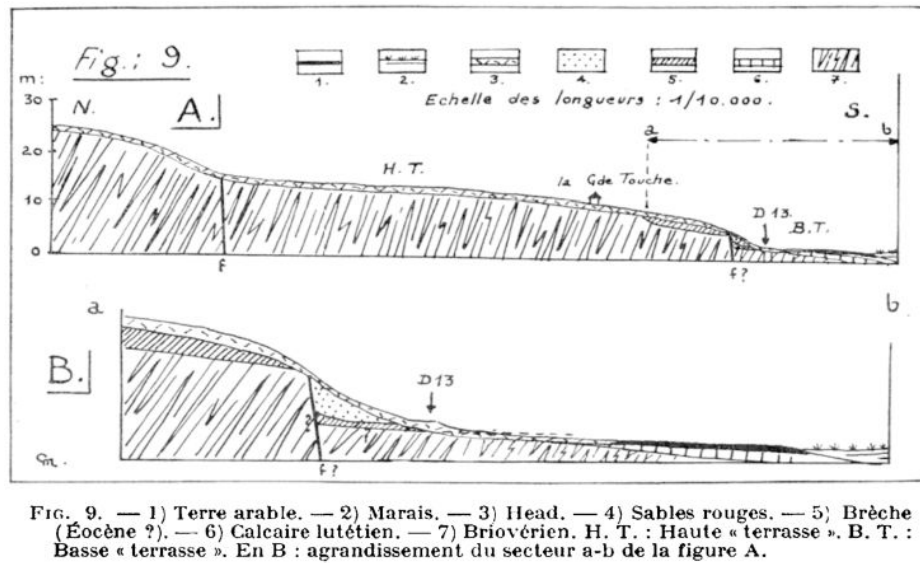 Fig.: 9.
1. 2. 3. 4. 5. 6. 7.
Echelle des longueurs : 1/10.000.
m:
30
20
10
0
N.
A.
S.
a
b
H. T.
la Gde Touche.
D 13.
B.T.
f
f ?
a
b
B.
D13
?
f ?
FIG. 9. — 1) Terre arable. — 2) Marais. — 3) Head. — 4) Sables rouges. — 5) Brèche
(Éocène ?). — 6) Calcaire lutétien. — 7) Briovérien. H. T. : Haute « terrasse ». B. T. :
Basse « terrasse ». En B : agrandissement du secteur a-b de la figure A.